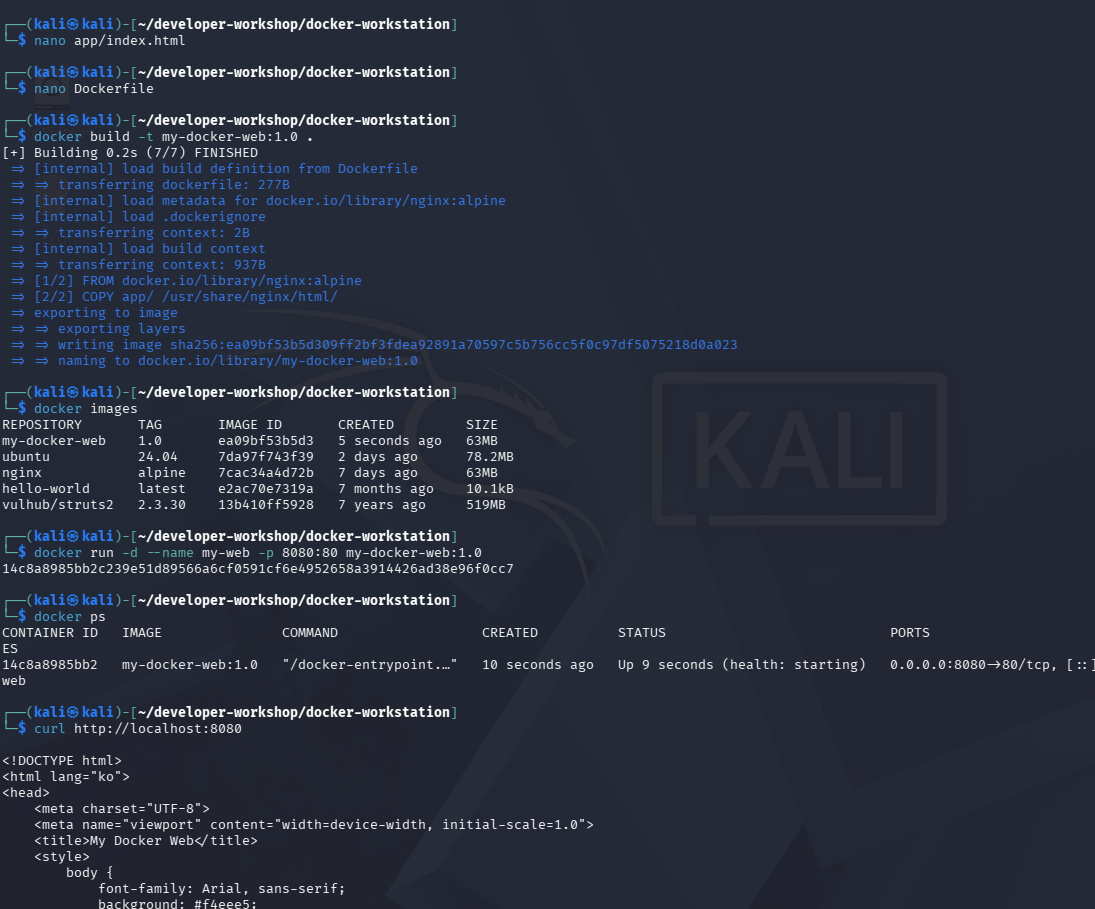 ┌──(kali㉿kali)-[~/developer-workshop/docker-workstation]
└─$ nano app/index.html
┌──(kali㉿kali)-[~/developer-workshop/docker-workstation]
└─$ nano Dockerfile
┌──(kali㉿kali)-[~/developer-workshop/docker-workstation]
└─$ docker build -t my-docker-web:1.0 .
[+] Building 0.2s (7/7) FINISHED
=> [internal] load build definition from Dockerfile
=> => transferring dockerfile: 277B
=> [internal] load metadata for docker.io/library/nginx:alpine
=> [internal] load .dockerignore
=> => transferring context: 2B
=> [internal] load build context
=> => transferring context: 937B
=> [1/2] FROM docker.io/library/nginx:alpine
=> [2/2] COPY app/ /usr/share/nginx/html/
=> exporting to image
=> => exporting layers
=> => writing image sha256:ea09bf53b5d309ff2bf3fdea92891a70597c5b756cc5f0c97df5075218d0a023
=> => naming to docker.io/library/my-docker-web:1.0
┌──(kali㉿kali)-[~/developer-workshop/docker-workstation]
└─$ docker images
REPOSITORY       TAG       IMAGE ID       CREATED         SIZE
my-docker-web    1.0       ea09bf53b5d3   5 seconds ago   63MB
ubuntu           24.04     7da97f743f39   2 days ago      78.2MB
nginx            alpine    7cac34a4d72b   7 days ago      63MB
hello-world      latest    e2ac70e7319a   7 months ago    10.1kB
vulhub/struts2   2.3.30    13b410ff5928   7 years ago     519MB
┌──(kali㉿kali)-[~/developer-workshop/docker-workstation]
└─$ docker run -d --name my-web -p 8080:80 my-docker-web:1.0
14c8a8985bb2c239e51d89566a6cf0591cf6e4952658a3914426ad38e96f0cc7
┌──(kali㉿kali)-[~/developer-workshop/docker-workstation]
└─$ docker ps
CONTAINER ID   IMAGE               COMMAND                  CREATED          STATUS                            PORTS
ES
14c8a8985bb2   my-docker-web:1.0   "/docker-entrypoint.…"   10 seconds ago   Up 9 seconds (health: starting)   0.0.0.0:8080->80/tcp, [::]
web
┌──(kali㉿kali)-[~/developer-workshop/docker-workstation]
└─$ curl http://localhost:8080
<!DOCTYPE html>
<html lang="ko">
<head>
    <meta charset="UTF-8">
    <meta name="viewport" content="width=device-width, initial-scale=1.0">
    <title>My Docker Web</title>
    <style>
        body {
            font-family: Arial, sans-serif;
            background: #f4eee5;
KALI